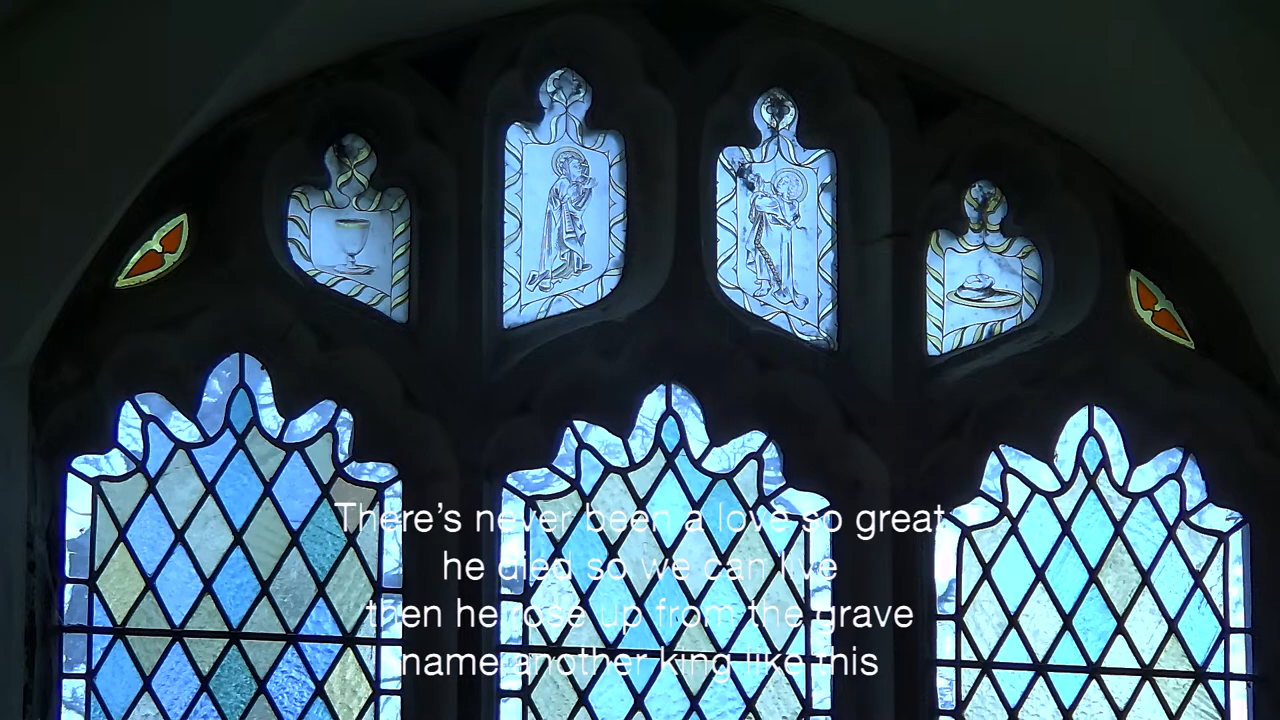 There's never been a love so great
he died so we can live
then he rose up from the grave
name another king like this